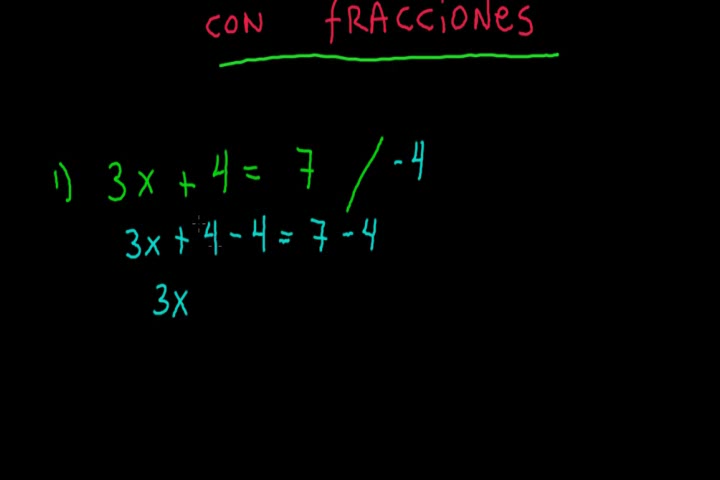 CON FRACCiONes
1) 3x + 4 = 7 / - 4
3x + 4 - 4 = 7 - 4
3x